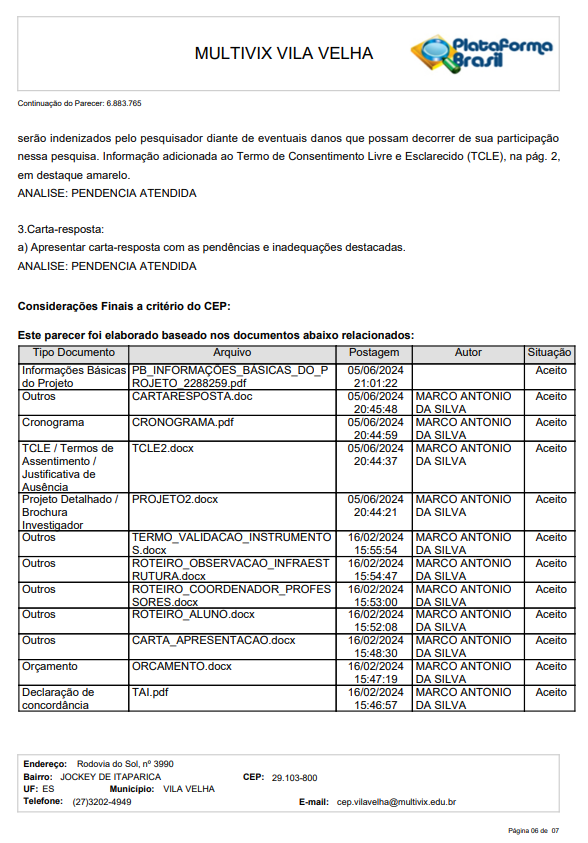 MULTIVIX VILA VELHA
Plataforma
Brasil
Continuação do Parecer: 6.883.765
serão indenizados pelo pesquisador diante de eventuais danos que possam decorrer de sua participação
nessa pesquisa. Informação adicionada ao Termo de Consentimento Livre e Esclarecido (TCLE), na pág. 2,
em destaque amarelo.
ANALISE: PENDENCIA ATENDIDA
3.Carta-resposta:
a) Apresentar carta-resposta com as pendências e inadequações destacadas.
ANALISE: PENDENCIA ATENDIDA
Considerações Finais a critério do CEP:
Este parecer foi elaborado baseado nos documentos abaixo relacionados:
Tipo Documento Arquivo Postagem Autor Situação
Informações Básicas PB_INFORMAÇÕES_BÁSICAS_DO_P 05/06/2024 Aceito
do Projeto ROJETO_2288259.pdf 21:01:22
Outros CARTARESPOSTA.doc 05/06/2024 MARCO ANTONIO Aceito
20:45:48 DA SILVA
Cronograma CRONOGRAMA.pdf 05/06/2024 MARCO ANTONIO Aceito
20:44:59 DA SILVA
TCLE / Termos de TCLE2.docx 05/06/2024 MARCO ANTONIO Aceito
Assentimento / 20:44:37 DA SILVA
Justificativa de
Ausência
Projeto Detalhado / PROJETO2.docx 05/06/2024 MARCO ANTONIO Aceito
Brochura 20:44:21 DA SILVA
Investigador
Outros TERMO_VALIDACAO_INSTRUMENTO 16/02/2024 MARCO ANTONIO Aceito
S.docx 15:55:54 DA SILVA
Outros ROTEIRO_OBSERVACAO_INFRAEST 16/02/2024 MARCO ANTONIO Aceito
RUTURA.docx 15:54:47 DA SILVA
Outros ROTEIRO_COORDENADOR_PROFES 16/02/2024 MARCO ANTONIO Aceito
SORES.docx 15:53:00 DA SILVA
Outros ROTEIRO_ALUNO.docx 16/02/2024 MARCO ANTONIO Aceito
15:52:08 DA SILVA
Outros CARTA_APRESENTACAO.docx 16/02/2024 MARCO ANTONIO Aceito
15:48:30 DA SILVA
Orçamento ORCAMENTO.docx 16/02/2024 MARCO ANTONIO Aceito
15:47:19 DA SILVA
Declaração de TAI.pdf 16/02/2024 MARCO ANTONIO Aceito
concordância 15:46:57 DA SILVA
Endereço: Rodovia do Sol, nº 3990
Bairro: JOCKEY DE ITAPARICA CEP: 29.103-800
UF: ES Município: VILA VELHA
Telefone: (27)3202-4949 E-mail: cep.vilavelha@multivix.edu.br
Página 06 de 07